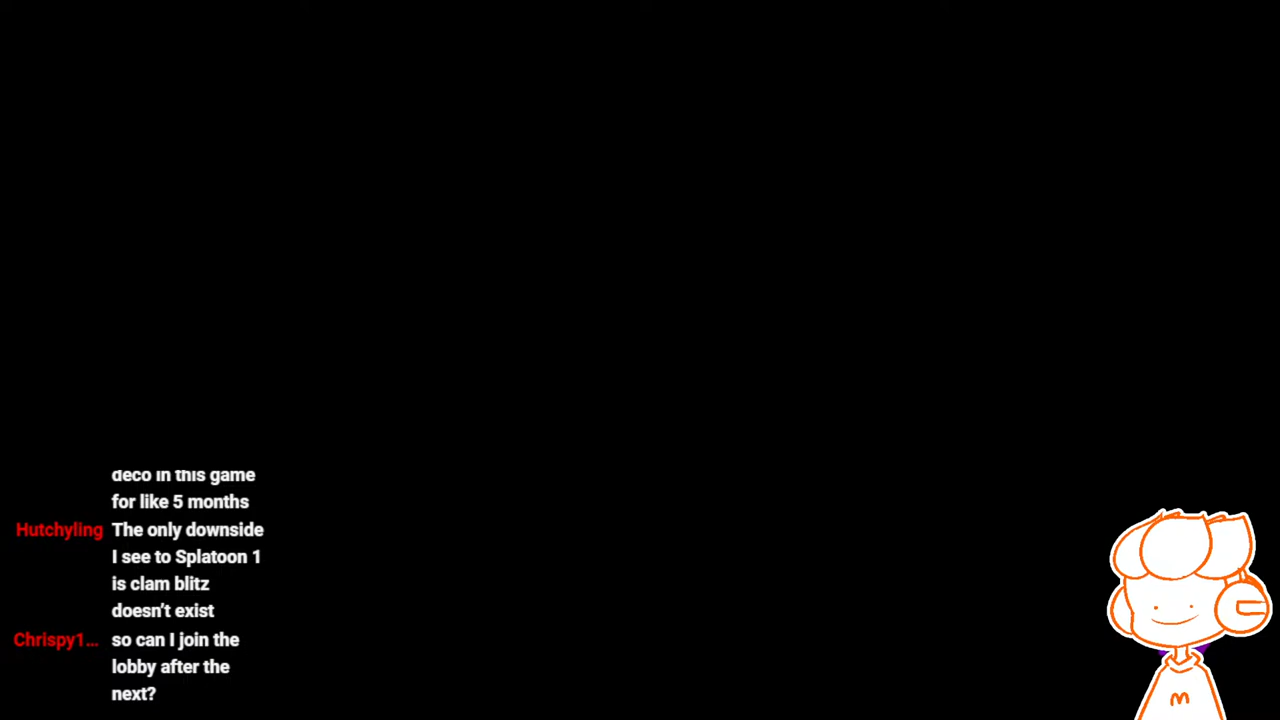 deco in this game
for like 5 months
Hutchyling The only downside
I see to Splatoon 1
is clam blitz
doesn't exist
Chrispy1... so can I join the
lobby after the
next?
m